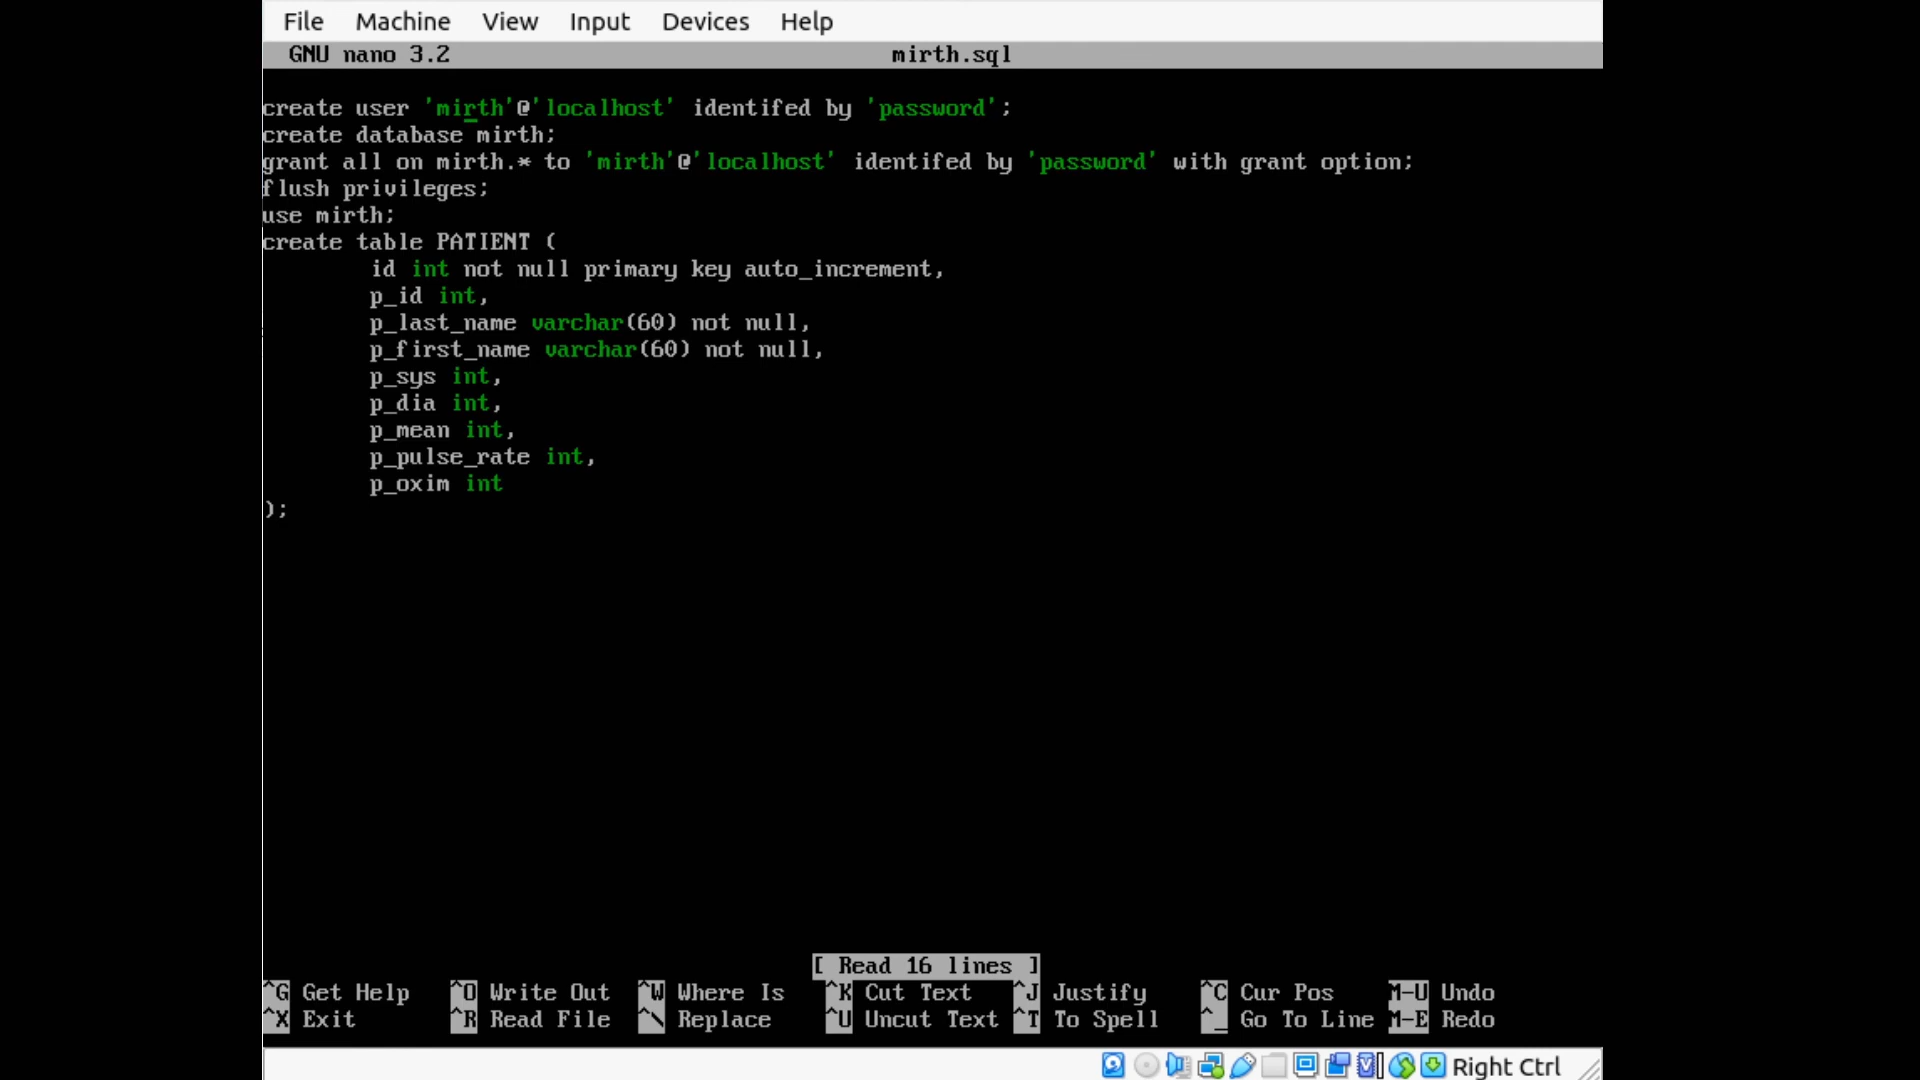 File Machine View Input Devices Help
GNU nano 3.2 mirth.sql
create user 'mirth'@'localhost' identifed by 'password';
create database mirth;
grant all on mirth.* to 'mirth'@'localhost' identifed by 'password' with grant option;
flush privileges;
use mirth;
create table PATIENT (
id int not null primary key auto_increment,
p_id int,
p_last_name varchar(60) not null,
p_first_name varchar(60) not null,
p_sys int,
p_dia int,
p_mean int,
p_pulse_rate int,
p_oxim int
);
[ Read 16 lines ]
^G Get Help ^O Write Out ^W Where Is ^K Cut Text ^J Justify ^C Cur Pos M-U Undo
^X Exit ^R Read File ^\ Replace ^U Uncut Text ^T To Spell ^_ Go To Line M-E Redo
Right Ctrl